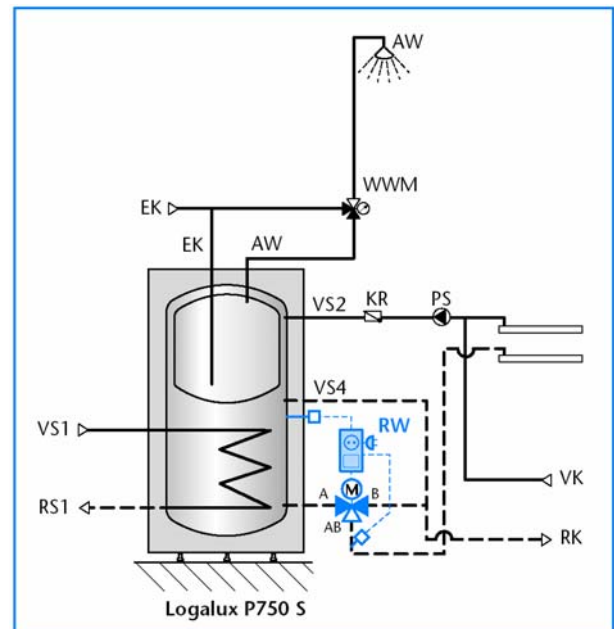 AW
WWM
EK
EK
AW
VS2
KR
PS
VS4
RW
VS1
M
A
B
VK
RS1
AB
RK
Logalux P750 S